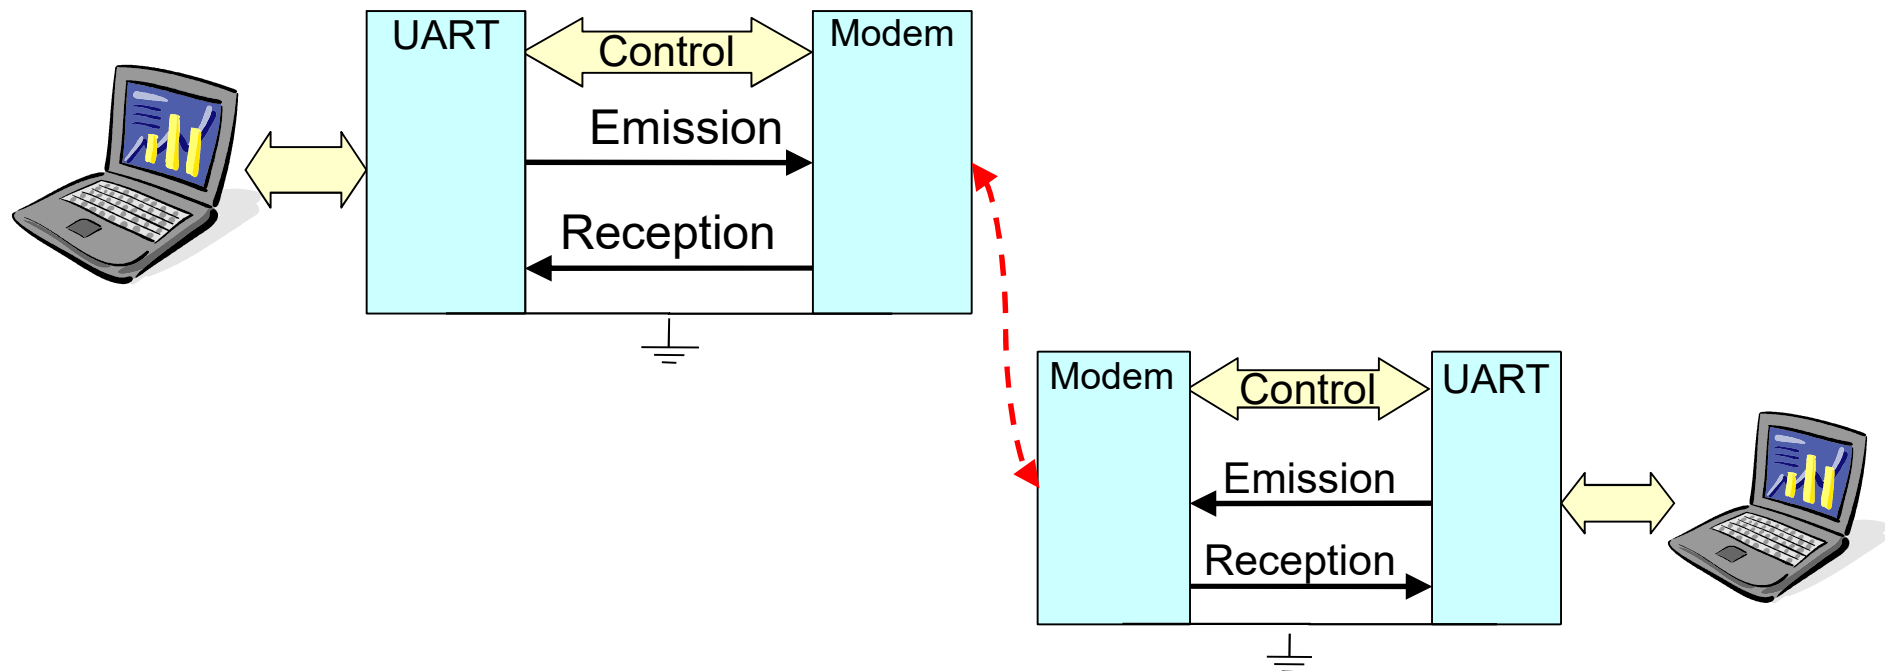 UART
Control
Modem
Emission
Reception
Modem
Control
UART
Emission
Reception